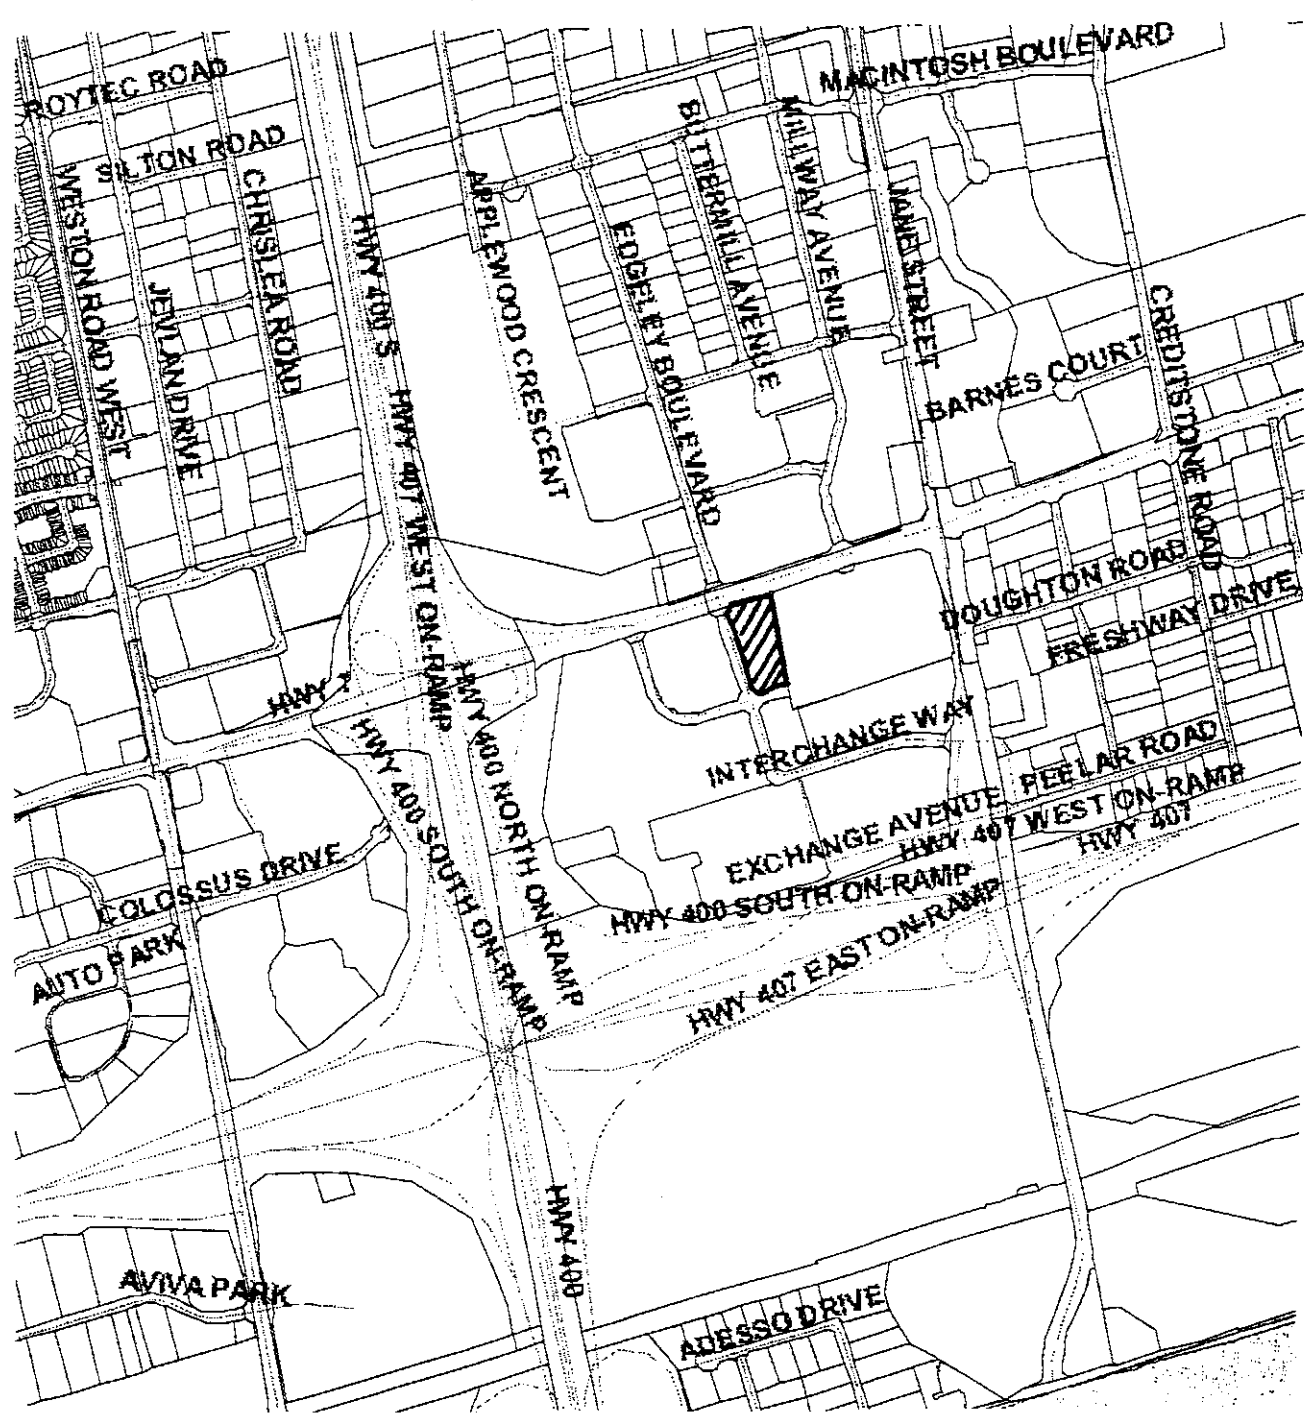 MACINTOSH BOULEVARD
ROYTEC ROAD
SILTON ROAD
WESTON ROAD WEST
JEVLAN DRIVE
CHRISLEA ROAD
HWY 400 S
HWY 407 WEST ON-RAMP
APPLEWOOD CRESCENT
EDGELEY BOULEVARD
BUTTERMILL AVENUE
MILLWAY AVENUE
JANE STREET
BARNES COURT
CREDITSTONE ROAD
DOUGHTON ROAD
FRESHWAY DRIVE
HWY 7
HWY 400 NORTH ON-RAMP
HWY 400 SOUTH ON-RAMP
INTERCHANGE WAY
PEELAR ROAD
EXCHANGE AVENUE
HWY 407 WEST ON-RAMP
HWY 407
COLOSSUS DRIVE
HWY 400 SOUTH ON-RAMP
HWY 407 EAST ON-RAMP
AUTO PARK
HWY 400
AVIVA PARK
ADESSO DRIVE